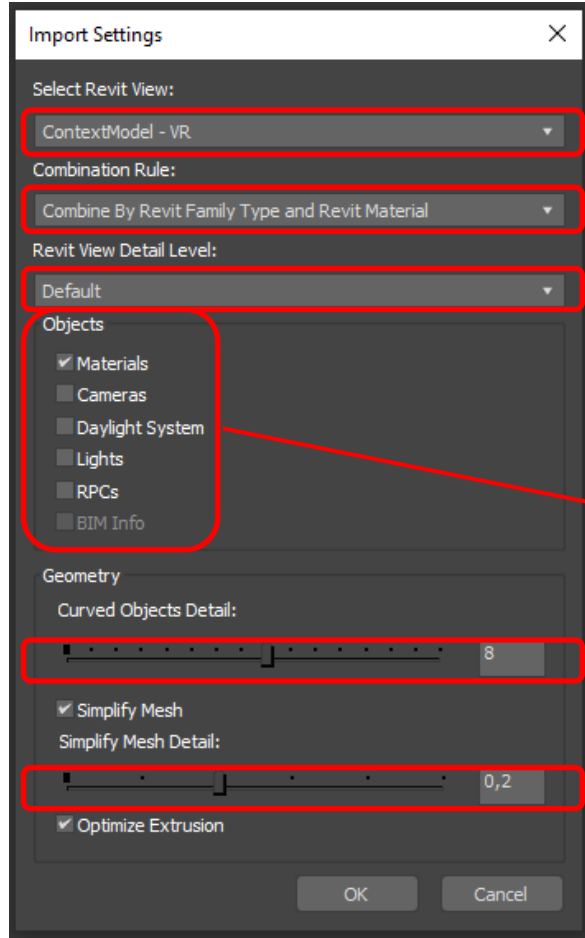 Import Settings
Select Revit View:
ContextModel - VR
Combination Rule:
Combine By Revit Family Type and Revit Material
Revit View Detail Level:
Default
Objects
Materials
Cameras
Daylight System
Lights
RPCs
BIM Info
Geometry
Curved Objects Detail:
8
Simplify Mesh
Simplify Mesh Detail:
0,2
Optimize Extrusion
OK Cancel